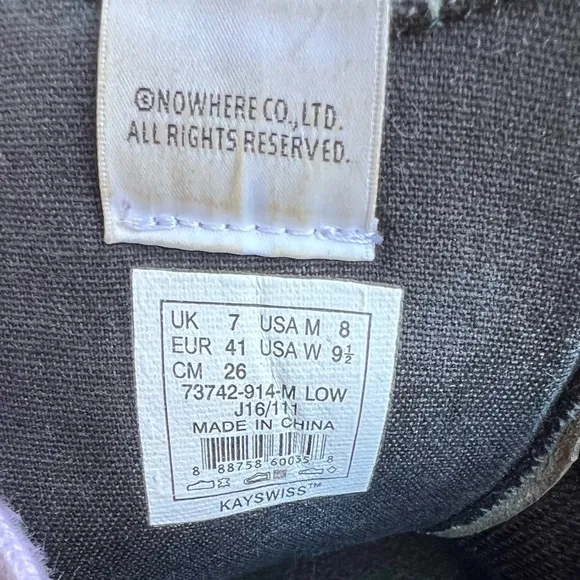 ©NOWHERE CO., LTD.
ALL RIGHTS RESERVED.
UK 7 USA M 8
EUR 41 USA W 9½
CM 26
73742-914-M LOW
J16/111
MADE IN CHINA
8 88758 60035 8
KAYSWISS™